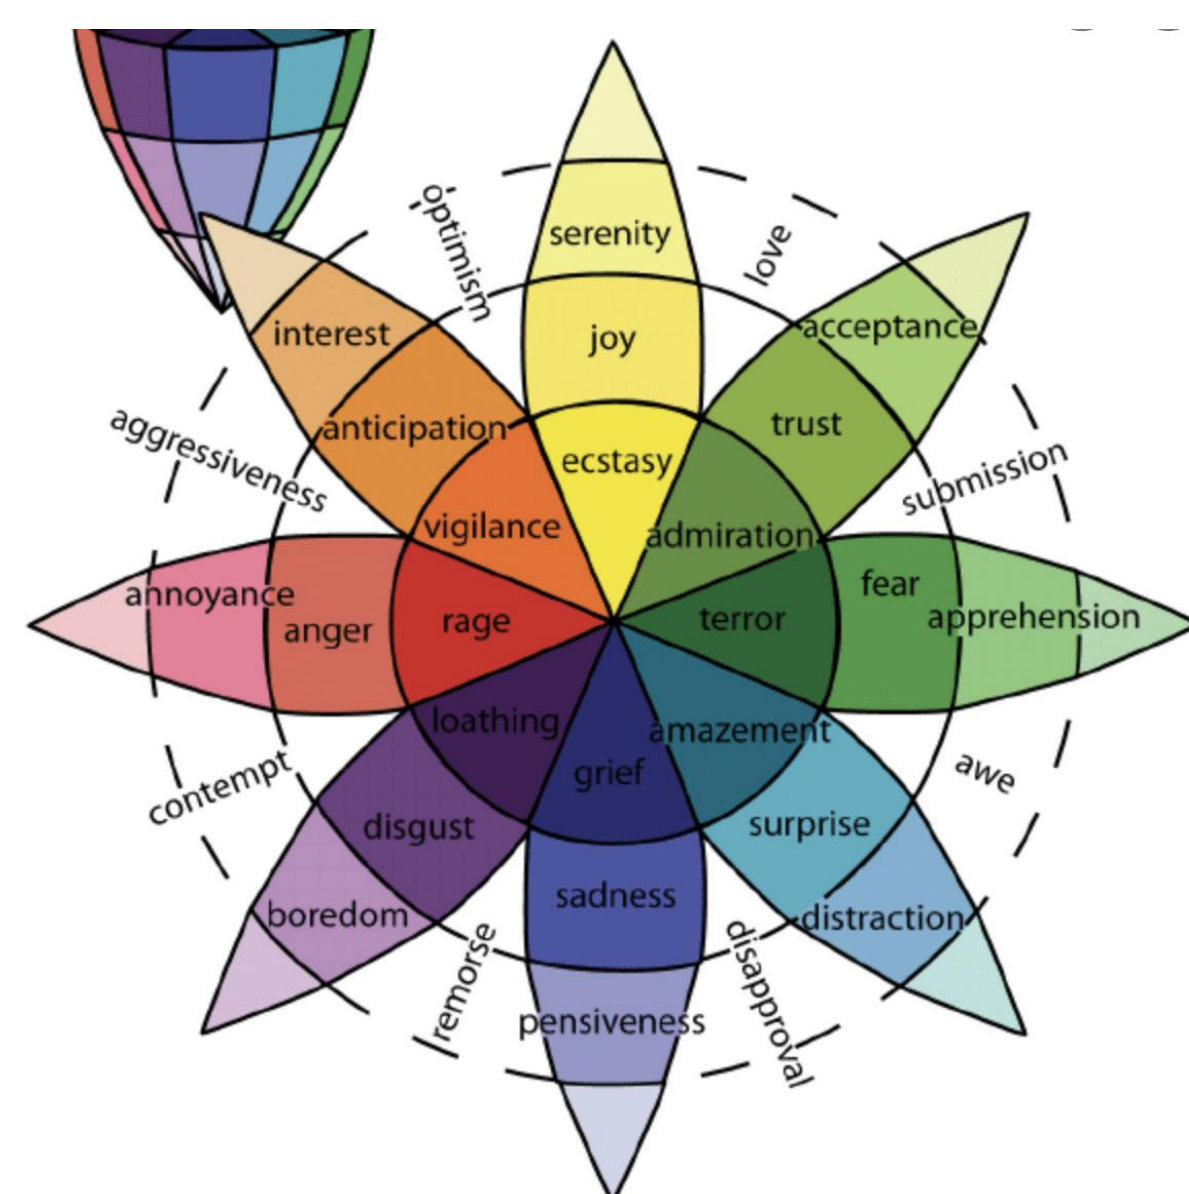 optimism
serenity
love
interest
joy
acceptance
aggressiveness
anticipation
trust
submission
vigilance
ecstasy
admiration
annoyance
anger
rage
terror
fear
apprehension
loathing
grief
amazement
contempt
awe
disgust
surprise
boredom
sadness
distraction
remorse
pensiveness
disapproval